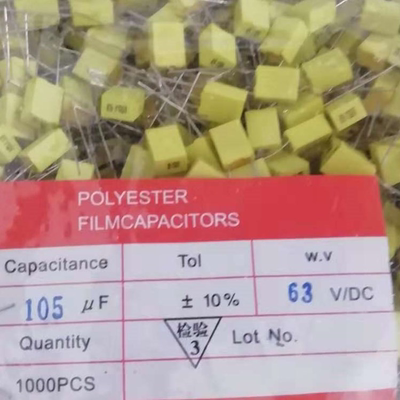 POLYESTER
FILMCAPACITORS
Capacitance Tol w.v
105 μF ± 10% 63 V/DC
Quantity 检验 3 Lot No.
1000PCS